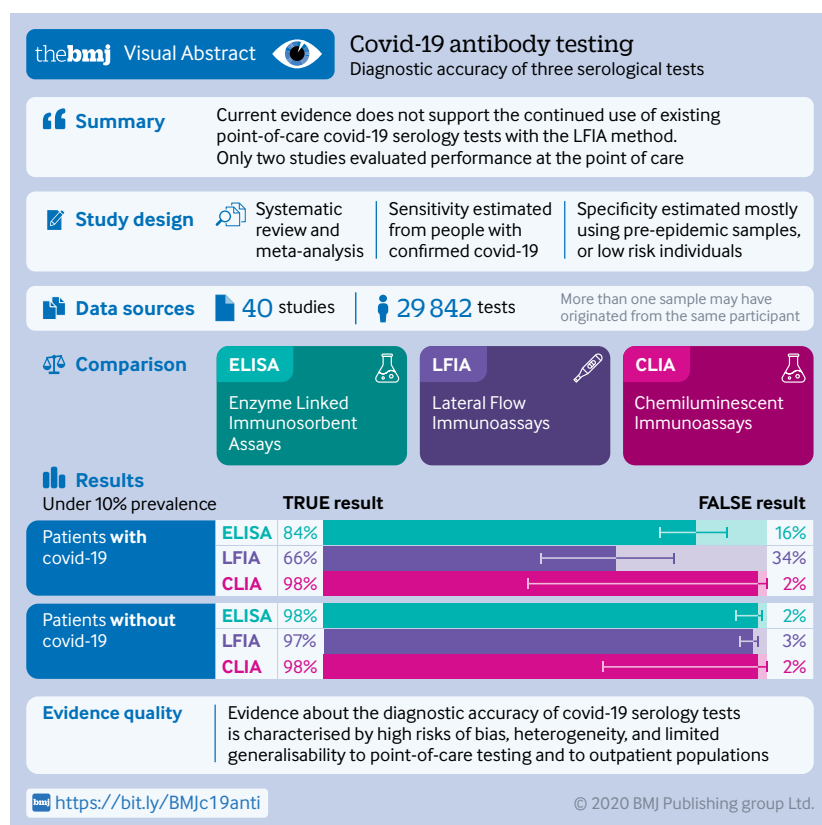 thebmj Visual Abstract
Covid-19 antibody testing
Diagnostic accuracy of three serological tests
Summary
Current evidence does not support the continued use of existing
point-of-care covid-19 serology tests with the LFIA method.
Only two studies evaluated performance at the point of care
Study design
Systematic
review and
meta-analysis
Sensitivity estimated
from people with
confirmed covid-19
Specificity estimated mostly
using pre-epidemic samples,
or low risk individuals
Data sources
40 studies
29 842 tests
More than one sample may have
originated from the same participant
Comparison
ELISA
Enzyme Linked
Immunosorbent
Assays
LFIA
Lateral Flow
Immunoassays
CLIA
Chemiluminescent
Immunoassays
Results
Under 10% prevalence
TRUE result
FALSE result
Patients with
covid-19
ELISA 84% 16%
LFIA 66% 34%
CLIA 98% 2%
Patients without
covid-19
ELISA 98% 2%
LFIA 97% 3%
CLIA 98% 2%
Evidence quality
Evidence about the diagnostic accuracy of covid-19 serology tests
is characterised by high risks of bias, heterogeneity, and limited
generalisability to point-of-care testing and to outpatient populations
bmj https://bit.ly/BMJc19anti
© 2020 BMJ Publishing group Ltd.